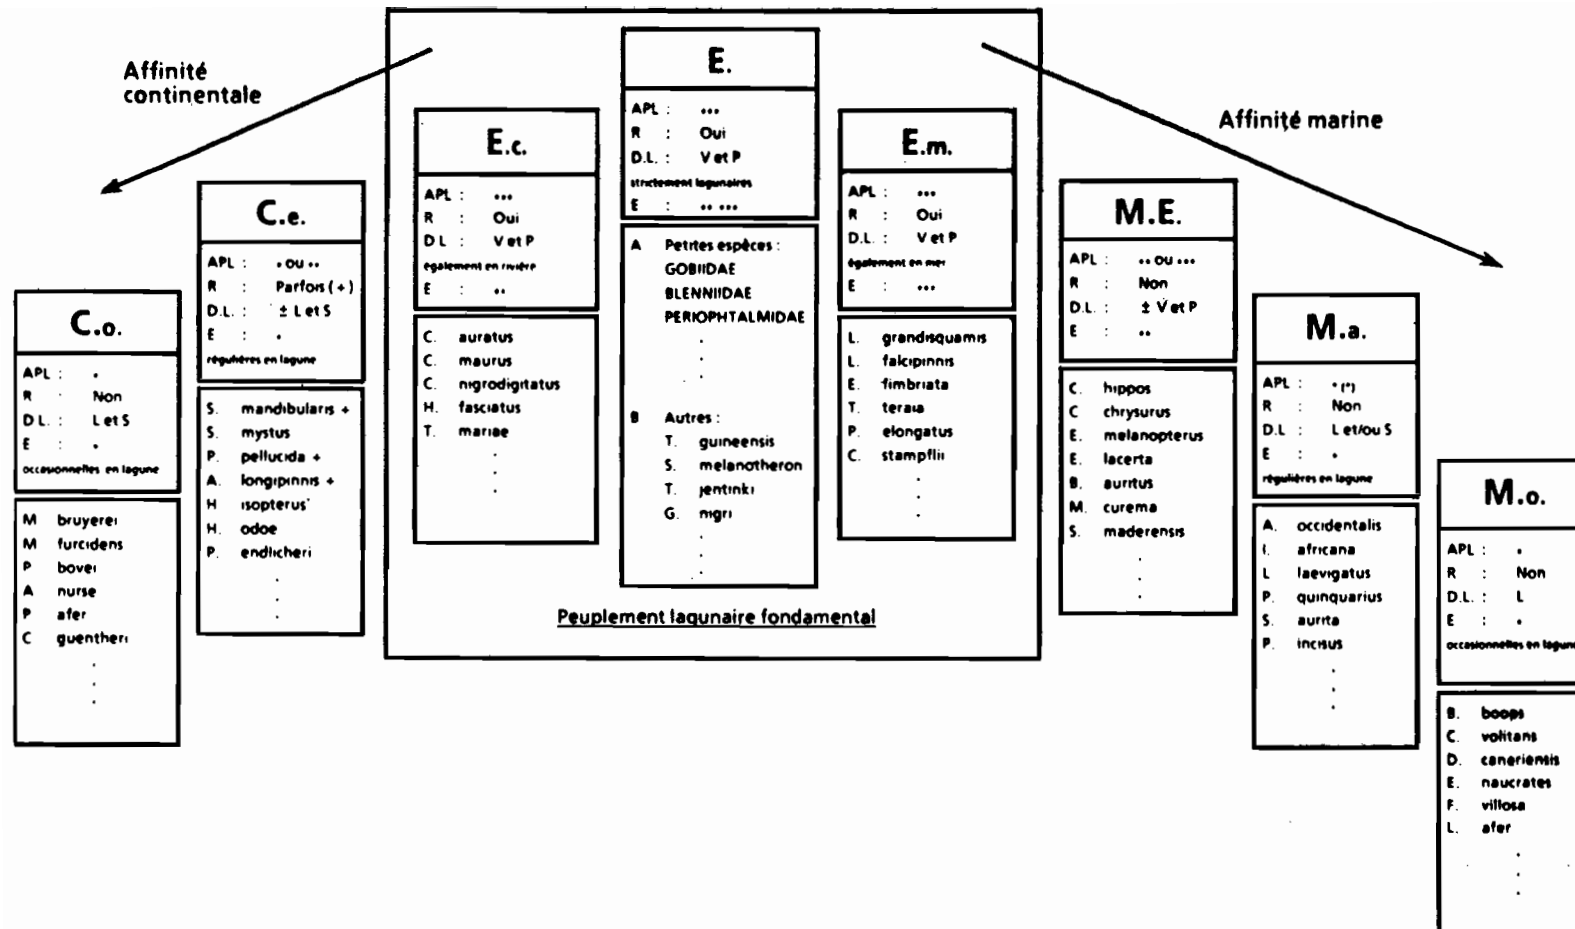 Affinité
continentale
Affinité marine
C.o.
APL : •
R : Non
D.L. : L et S
E : •
occasionnelles en lagune
M bruyerei
M furcidens
P bovei
A nurse
P afer
C guentheri
.
.
.
C.e.
APL : • ou ••
R : Parfois (+)
D.L. : ± L et S
E : •
régulières en lagune
S. mandibularis +
S. mystus
P. pellucida +
A. longipinnis +
H isopterus
H. odoe
P. endlicheri
.
.
.
E.c.
APL : •••
R : Oui
D L : V et P
également en rivière
E : ••
C. auratus
C. maurus
C. nigrodigitatus
H. fasciatus
T. mariae
.
.
.
E.
APL : •••
R : Oui
D.L. : V et P
strictement lagunaires
E : •• •••
A Petites espèces :
GOBIIDAE
BLENNIIDAE
PERIOPHTALMIDAE
.
.
.
B Autres :
T. guineensis
S. melanotheron
T. jentinki
G. nigri
.
.
.
E.m.
APL : •••
R : Oui
D.L. : V et P
également en mer
E : •••
L. grandisquamis
L. falcipinnis
E. fimbriata
T. teraia
P. elongatus
C. stampflii
.
.
.
Peuplement lagunaire fondamental
M.E.
APL : •• ou •••
R : Non
D.L. : ± V et P
E : ••
C. hippos
C chrysurus
E. melanopterus
E. lacerta
B. auritus
M. curema
S. maderensis
.
.
.
M.a.
APL : • (•)
R : Non
D.L : L et/ou S
E : •
régulières en lagune
A. occidentalis
I. africana
L laevigatus
P. quinquarius
S. aurita
P. incisus
.
.
.
M.o.
APL : •
R : Non
D.L. : L
E : •
occasionnelles en lagune
B. boops
C. volitans
D. caneriensis
E. naucrates
F. villosa
L. afer
.
.
.